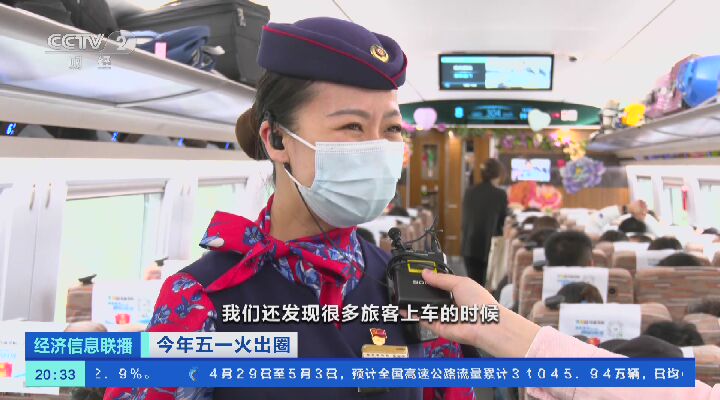 CCTV 2
财经
8
304
SONY
我们还发现很多旅客上车的时候
经济信息联播
今年五一火出圈
20:33
2.9%。
4月29日至5月3日，预计全国高速公路流量累计31045.94万辆，日均